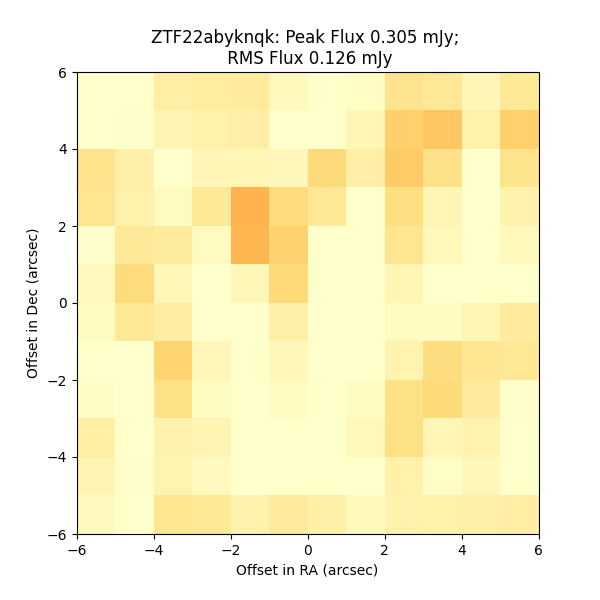 ZTF22abyknqk: Peak Flux 0.305 mJy;
RMS Flux 0.126 mJy
6
4
2
0
−2
−4
−6
Offset in Dec (arcsec)
−6 −4 −2 0 2 4 6
Offset in RA (arcsec)